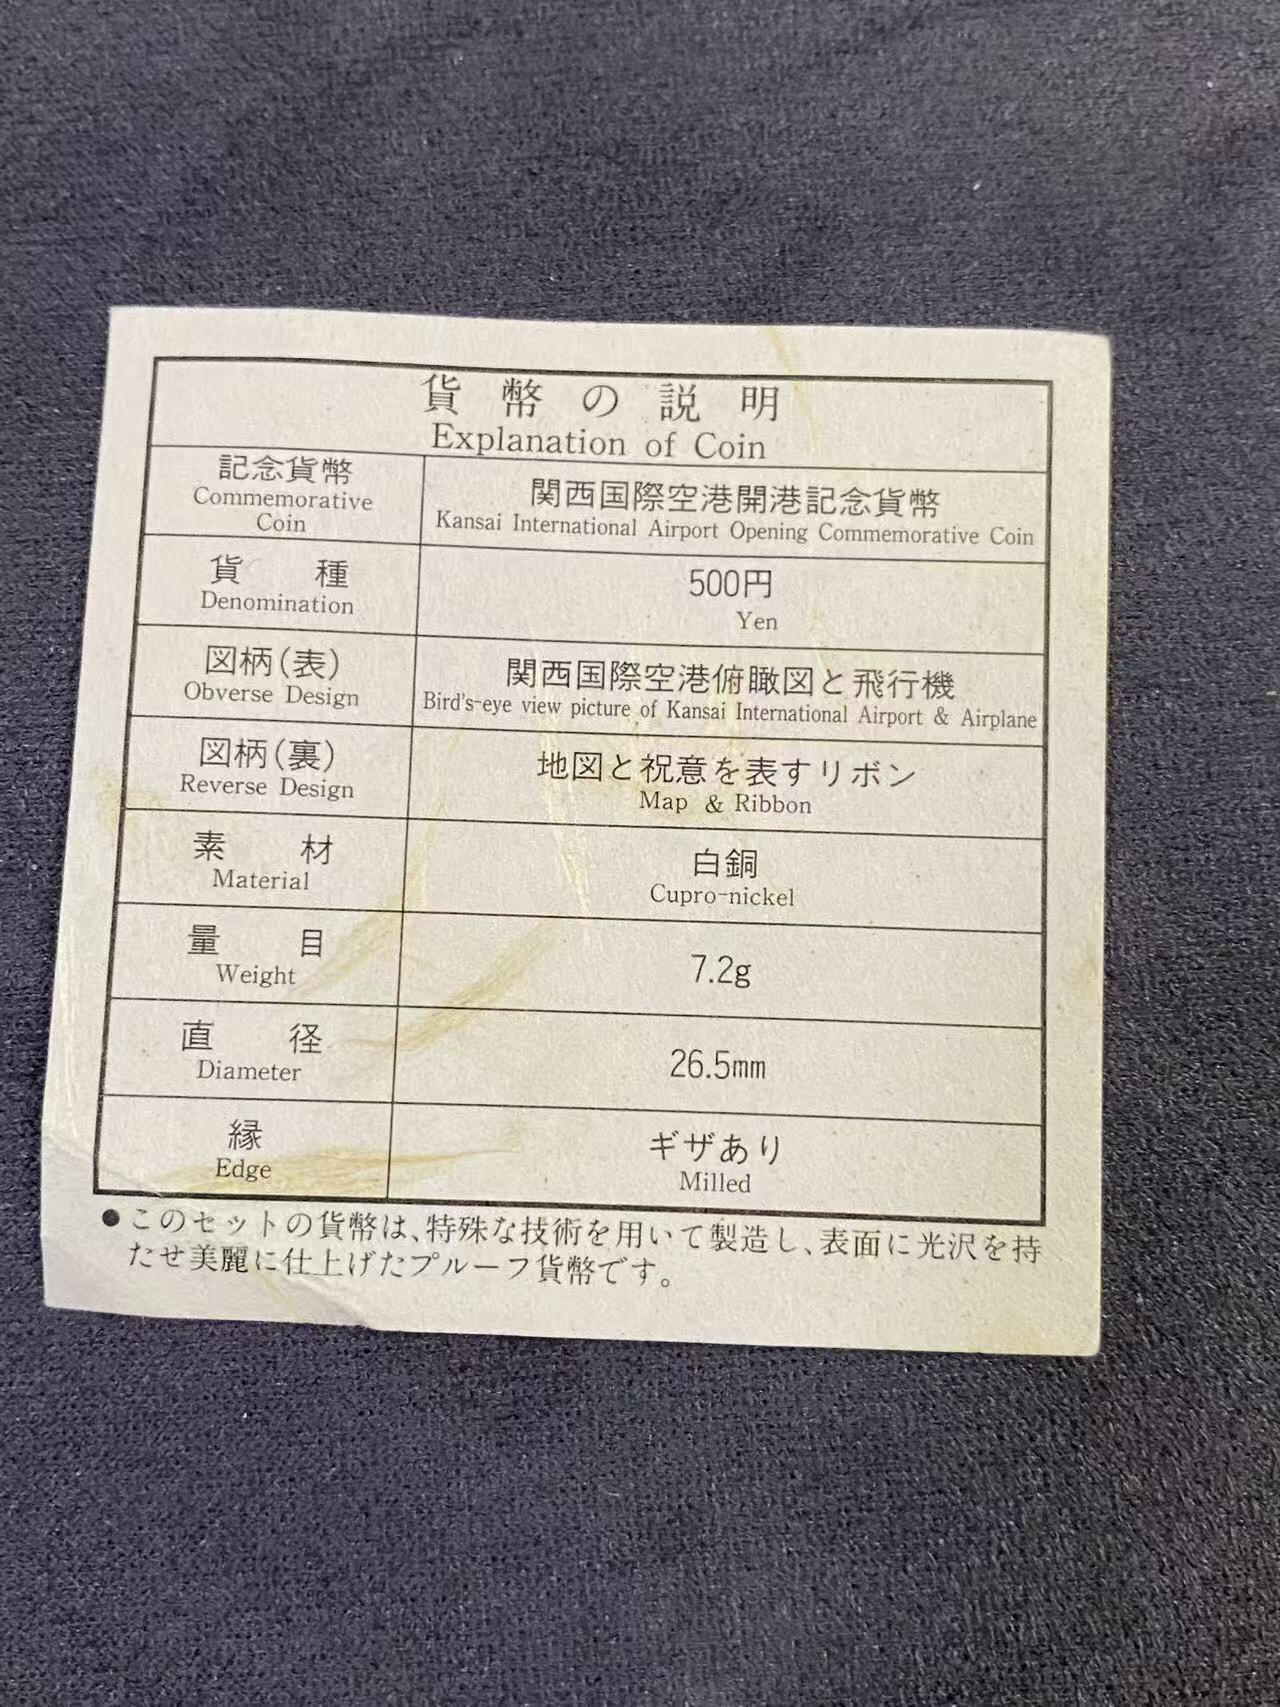 貨幣の説明
Explanation of Coin
記念貨幣
Commemorative
Coin
関西国際空港開港記念貨幣
Kansai International Airport Opening Commemorative Coin
貨種
Denomination
500円
Yen
図柄(表)
Obverse Design
関西国際空港俯瞰図と飛行機
Bird's-eye view picture of Kansai International Airport & Airplane
図柄(裏)
Reverse Design
地図と祝意を表すリボン
Map & Ribbon
素材
Material
白銅
Cupro-nickel
量目
Weight
7.2g
直径
Diameter
26.5mm
縁
Edge
ギザあり
Milled
●このセットの貨幣は、特殊な技術を用いて製造し、表面に光沢を持
たせ美麗に仕上げたプルーフ貨幣です。